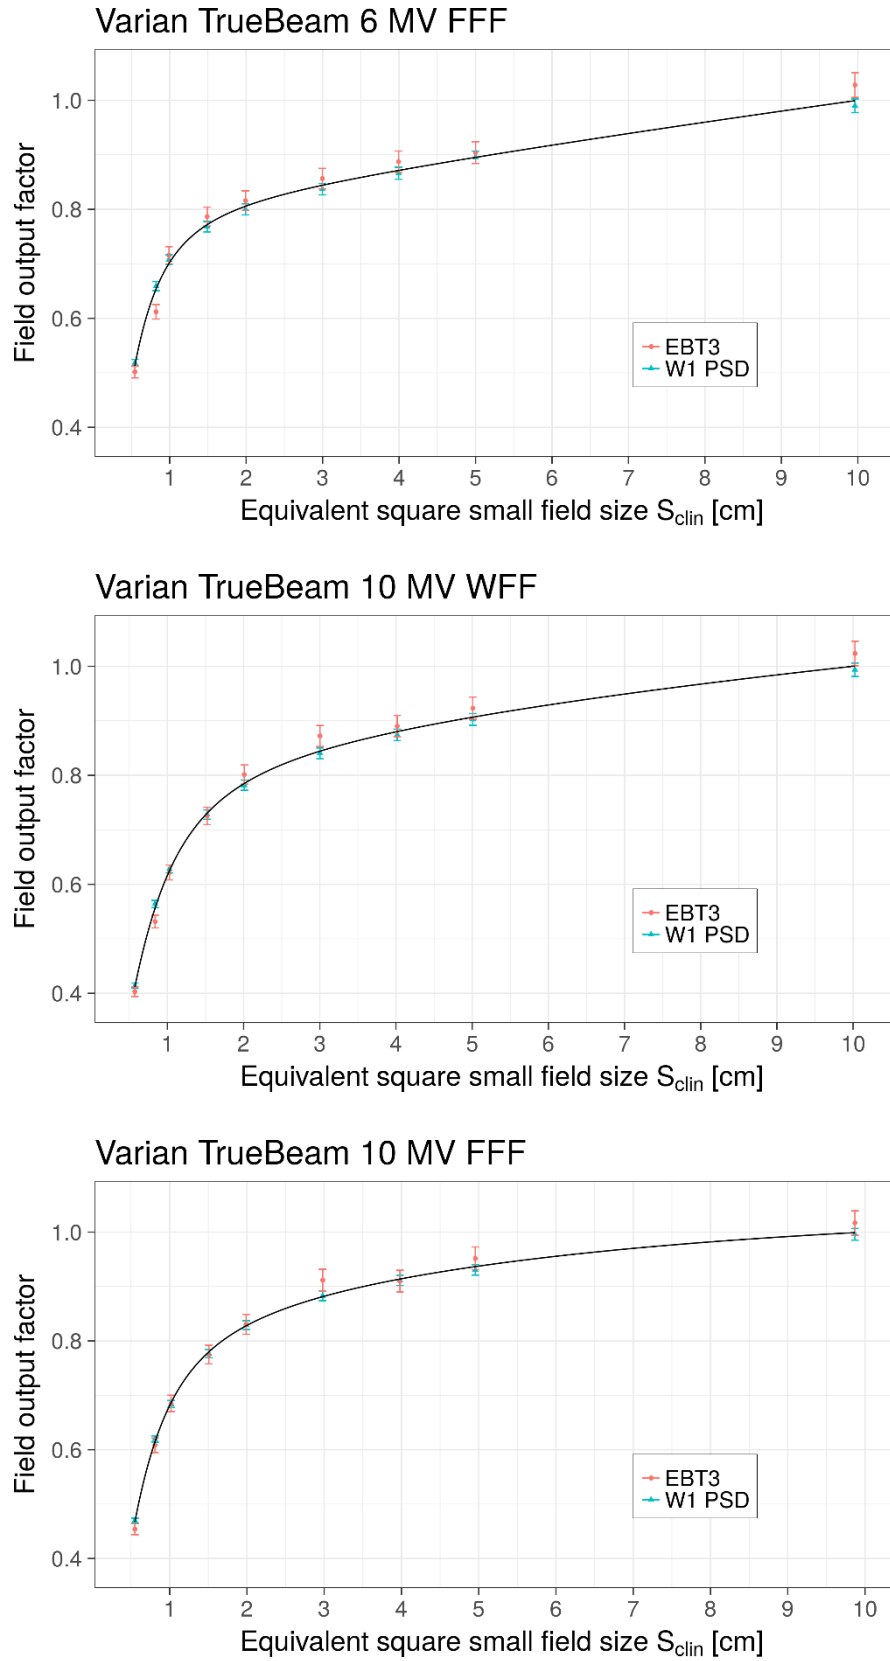 Varian TrueBeam 6 MV FFF
Field output factor
1.0
0.8
0.6
0.4
EBT3
W1 PSD
1 2 3 4 5 6 7 8 9 10
Equivalent square small field size Sclin [cm]
Varian TrueBeam 10 MV WFF
Field output factor
1.0
0.8
0.6
0.4
EBT3
W1 PSD
1 2 3 4 5 6 7 8 9 10
Equivalent square small field size Sclin [cm]
Varian TrueBeam 10 MV FFF
Field output factor
1.0
0.8
0.6
0.4
EBT3
W1 PSD
1 2 3 4 5 6 7 8 9 10
Equivalent square small field size Sclin [cm]